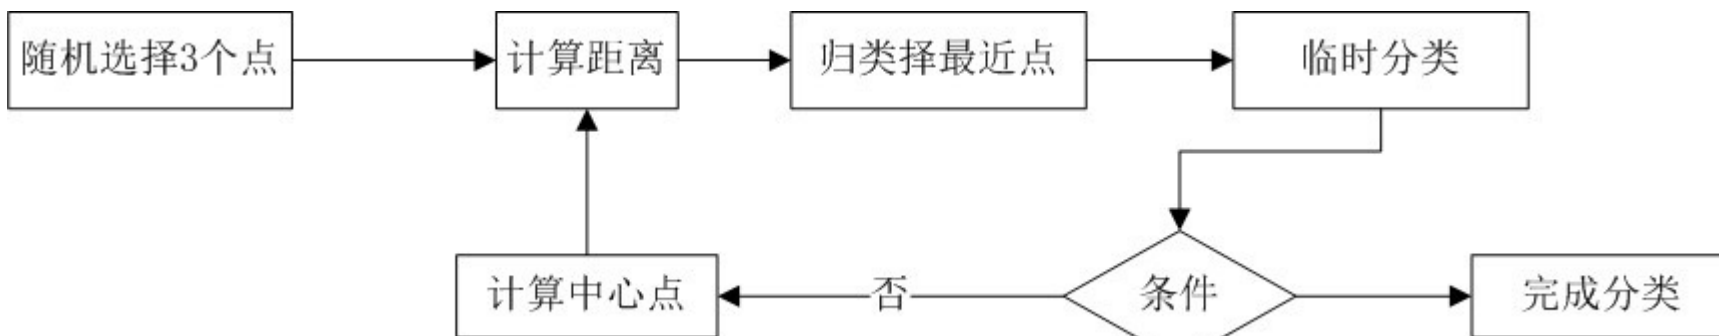 随机选择3个点
计算距离
归类择最近点
临时分类
计算中心点
否
条件
完成分类